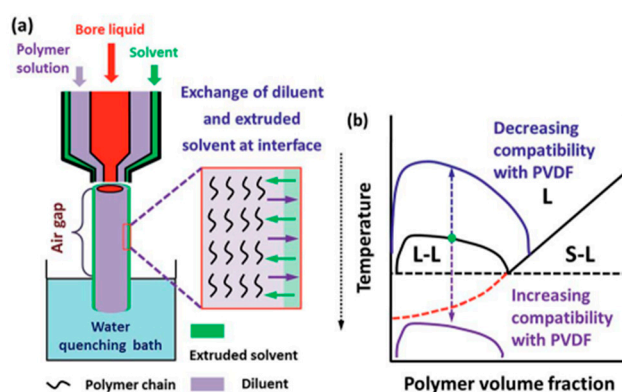 (a)
Bore liquid
Polymer
solution
Solvent
Exchange of diluent
and extruded
solvent at interface
Air gap
Water
quenching bath
Extruded solvent
Polymer chain
Diluent
(b)
Decreasing
compatibility
with PVDF
L
L-L
S-L
Increasing
compatibility
with PVDF
Temperature
Polymer volume fraction